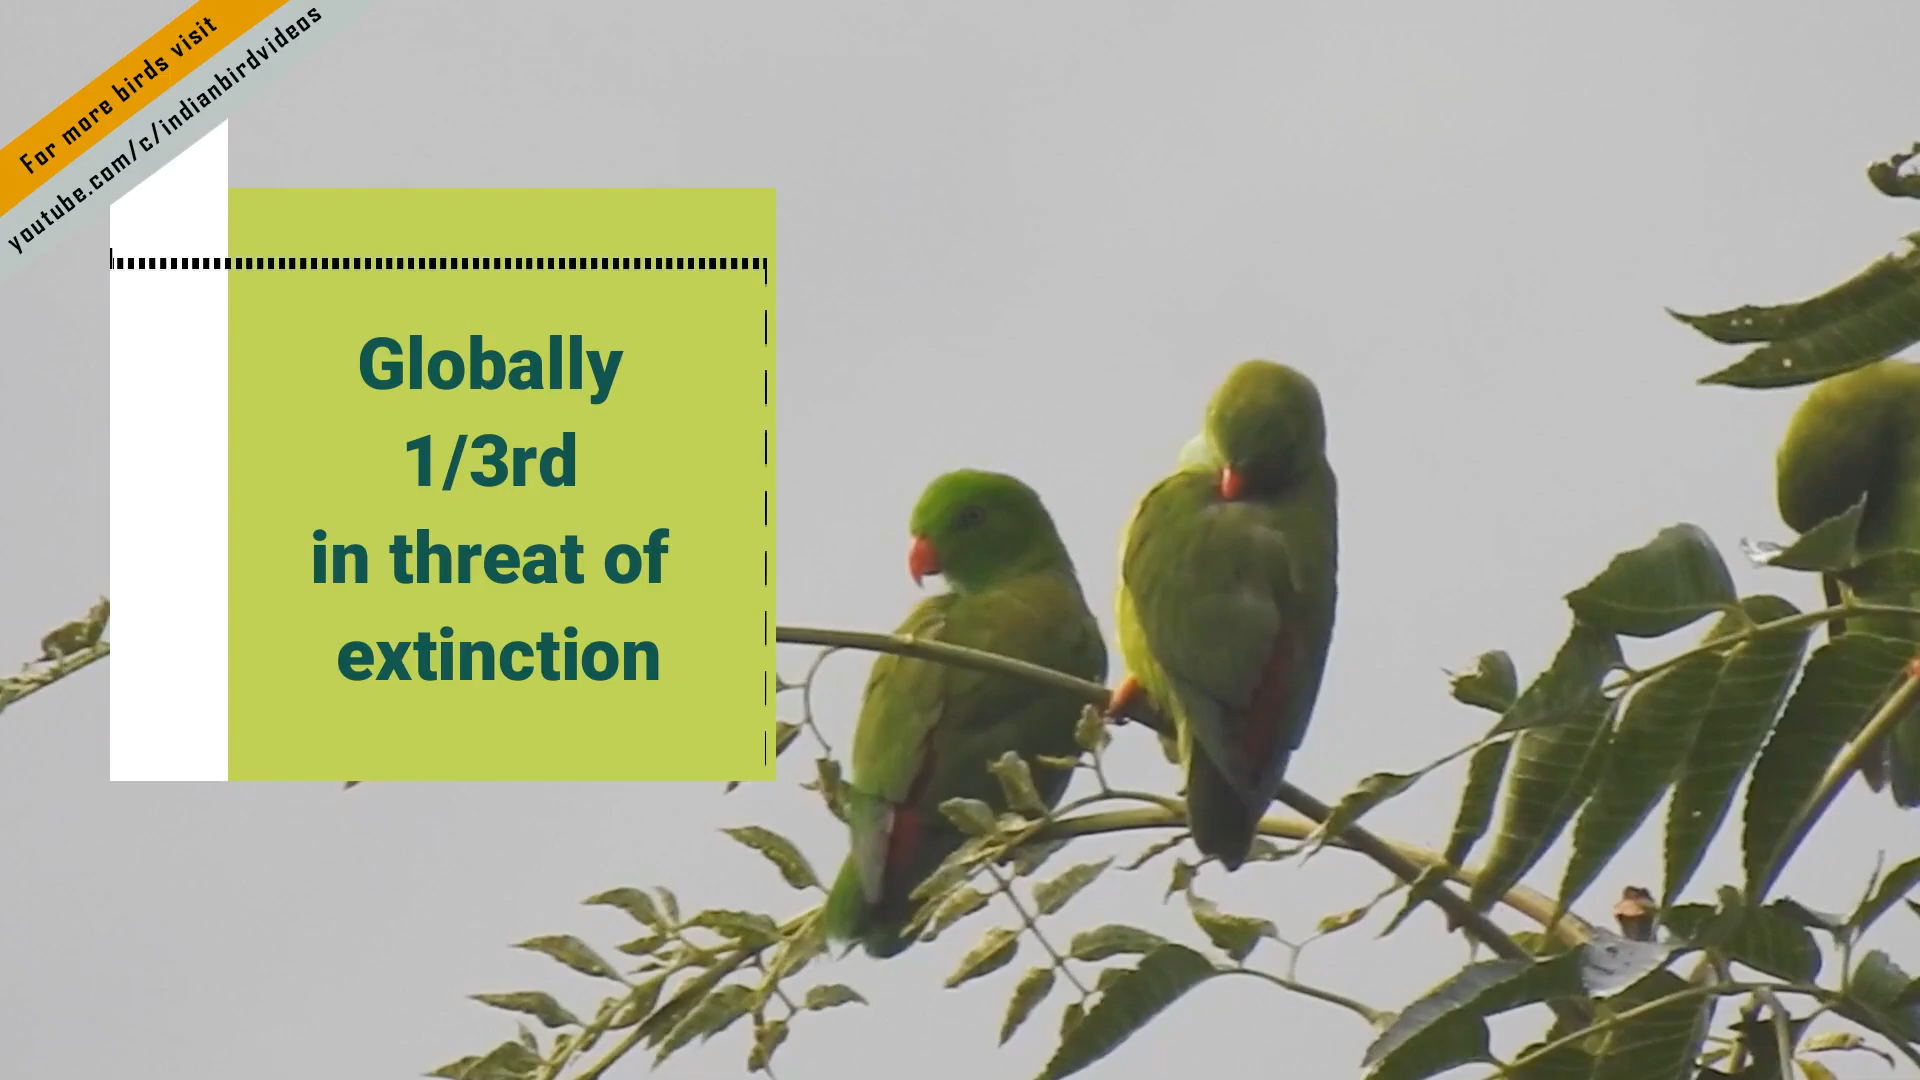 For more birds visit
youtube.com/c/indianbirdvideos
Globally
1/3rd
in threat of
extinction